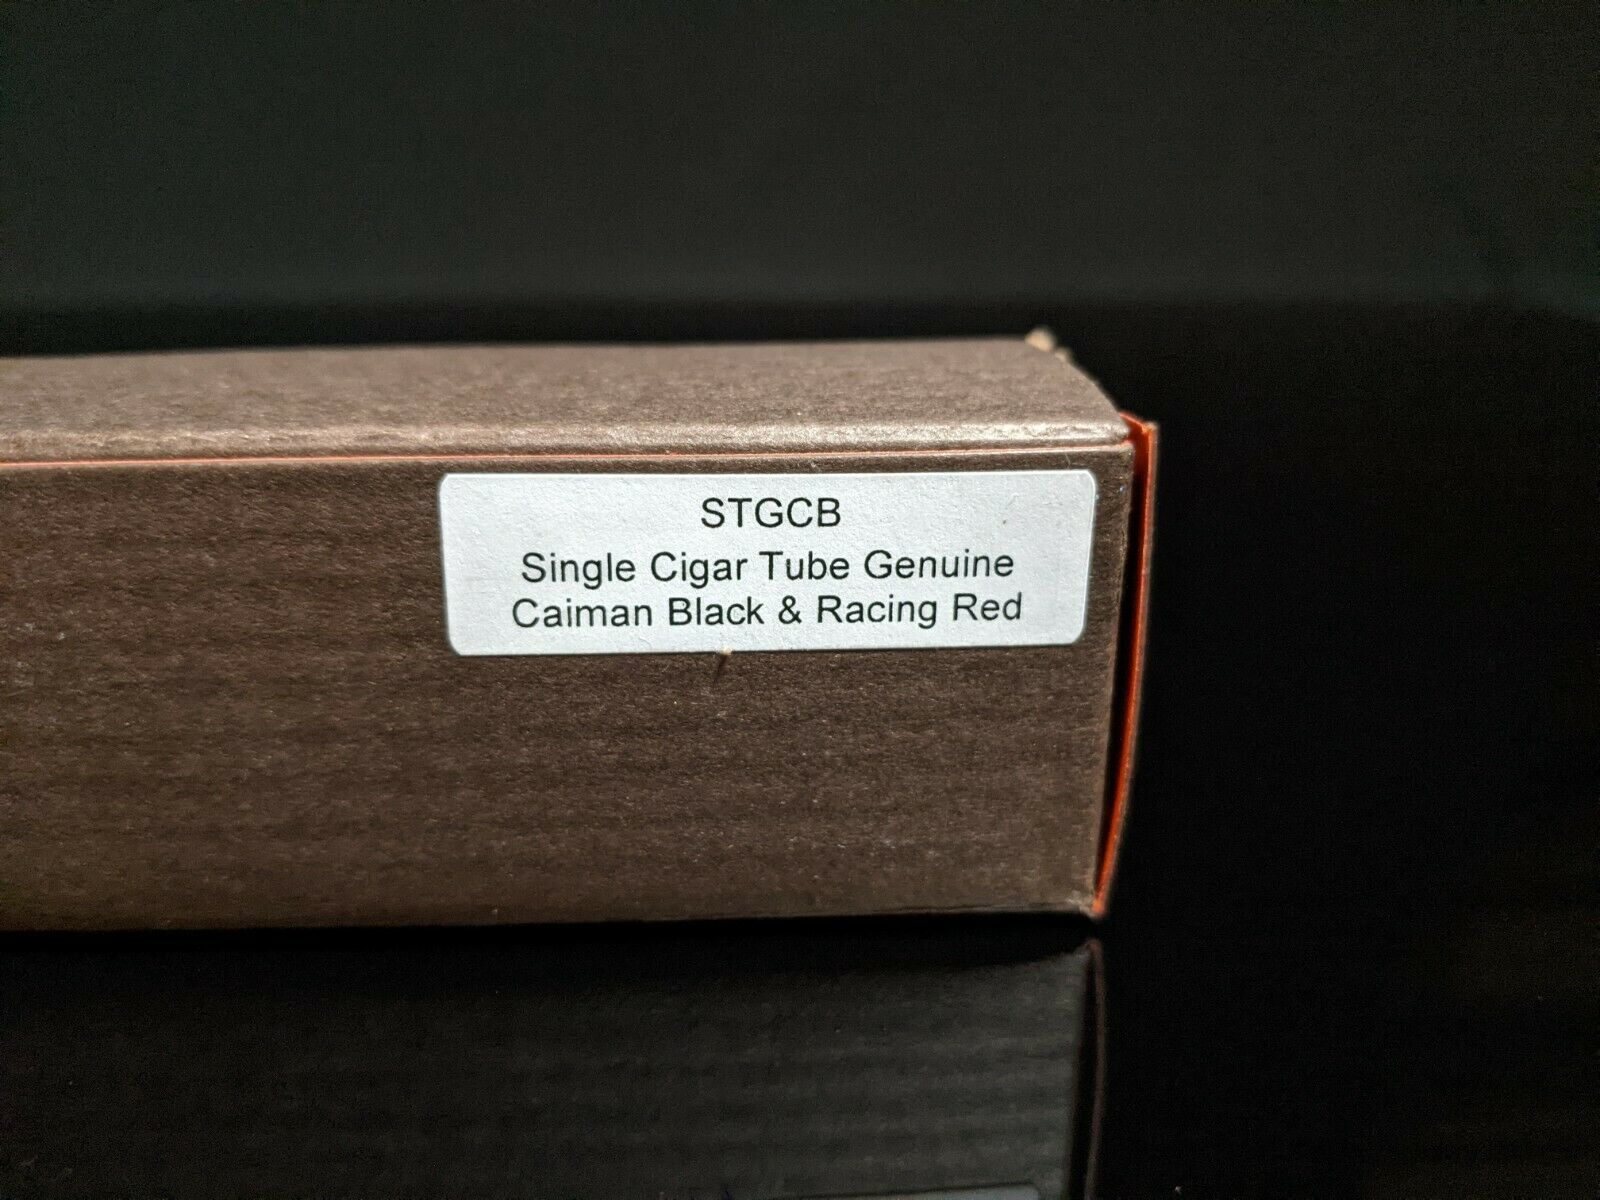 STGCB
Single Cigar Tube Genuine
Caiman Black & Racing Red